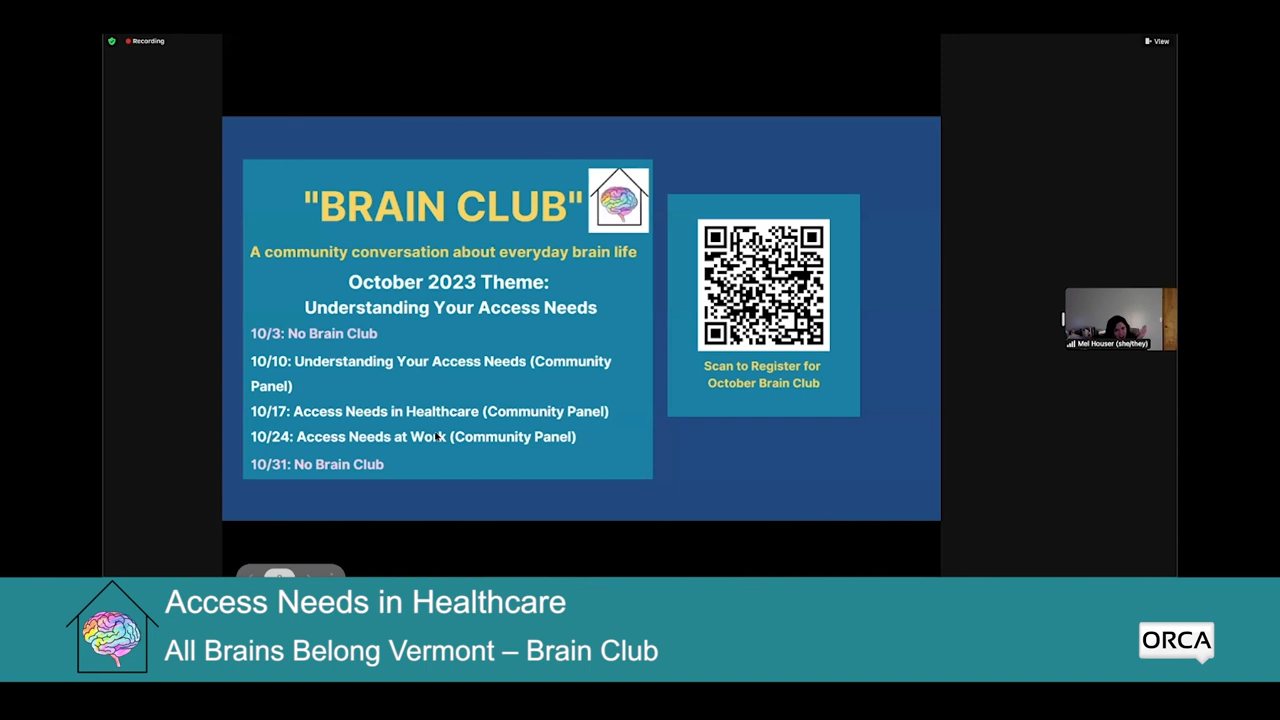 Recording
View
"BRAIN CLUB"
A community conversation about everyday brain life
October 2023 Theme:
Understanding Your Access Needs
10/3: No Brain Club
10/10: Understanding Your Access Needs (Community
Panel)
10/17: Access Needs in Healthcare (Community Panel)
10/24: Access Needs at Work (Community Panel)
10/31: No Brain Club
Scan to Register for
October Brain Club
Mel Houser (she/they)
Access Needs in Healthcare
All Brains Belong Vermont – Brain Club
ORCA